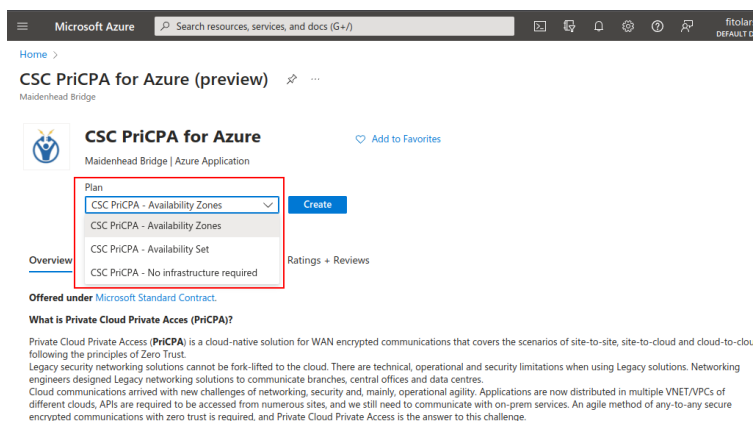 Microsoft Azure
Search resources, services, and docs (G+/)
fitolar
DEFAULT D
Home >
CSC PriCPA for Azure (preview)
Maidenhead Bridge
CSC PriCPA for Azure
Add to Favorites
Maidenhead Bridge | Azure Application
Plan
CSC PriCPA - Availability Zones
Create
CSC PriCPA - Availability Zones
CSC PriCPA - Availability Set
CSC PriCPA - No infrastructure required
Overview
Ratings + Reviews
Offered under Microsoft Standard Contract.
What is Private Cloud Private Acces (PriCPA)?
Private Cloud Private Access (PriCPA) is a cloud-native solution for WAN encrypted communications that covers the scenarios of site-to-site, site-to-cloud and cloud-to-clou
following the principles of Zero Trust.
Legacy security networking solutions cannot be fork-lifted to the cloud. There are technical, operational and security limitations when using Legacy solutions. Networking
engineers designed Legacy networking solutions to communicate branches, central offices and data centres.
Cloud communications arrived with new challenges of networking, security and, mainly, operational agility. Applications are now distributed in multiple VNET/VPCs of
different clouds, APIs are required to be accessed from numerous sites, and we still need to communicate with on-prem services. An agile method of any-to-any secure
encrypted communications with zero trust is required, and Private Cloud Private Access is the answer to this challenge.